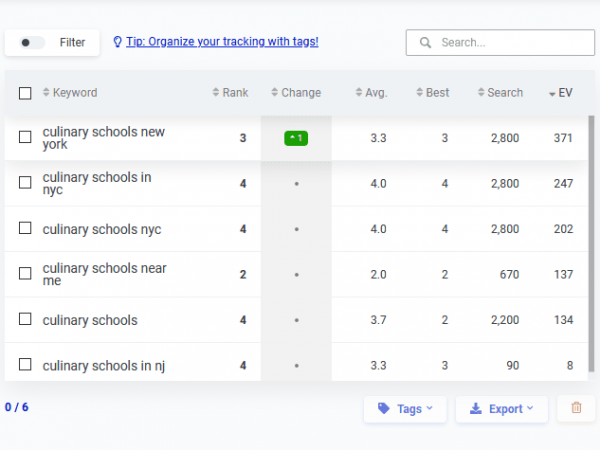 Filter Tip: Organize your tracking with tags! Search...
Keyword Rank Change Avg. Best Search EV
culinary schools new
york 3 1 3.3 3 2,800 371
culinary schools in
nyc 4 • 4.0 4 2,800 247
culinary schools nyc 4 • 4.0 4 2,800 202
culinary schools near
me 2 • 2.0 2 670 137
culinary schools 4 • 3.7 2 2,200 134
culinary schools in nj 4 • 3.3 3 90 8
0 / 6 Tags Export